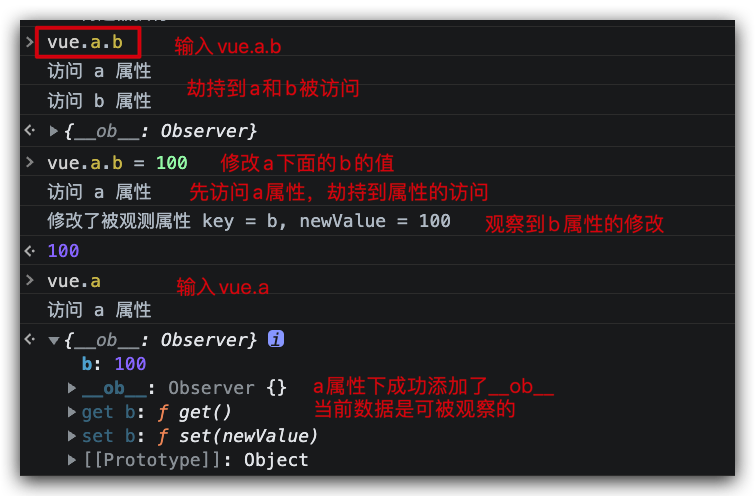 > vue.a.b 输入vue.a.b
访问 a 属性
劫持到a和b被访问
访问 b 属性
{__ob__: Observer}
> vue.a.b = 100 修改a下面的b的值
访问 a 属性 先访问a属性，劫持到属性的访问
修改了被观测属性 key = b, newValue = 100 观察到b属性的修改
100
> vue.a 输入vue.a
访问 a 属性
{__ob__: Observer} i
b: 100
__ob__: Observer {} a属性下成功添加了__ob__
get b: ƒ get() 当前数据是可被观察的
set b: ƒ set(newValue)
[[Prototype]]: Object